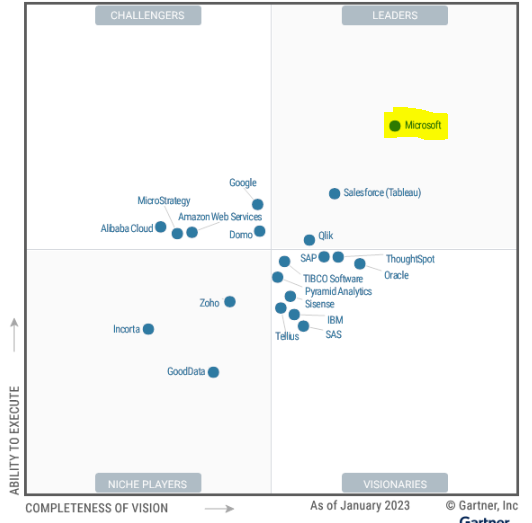 CHALLENGERS
LEADERS
Microsoft
Google
Salesforce (Tableau)
MicroStrategy
Amazon Web Services
Alibaba Cloud
Domo
Qlik
SAP
ThoughtSpot
Oracle
TIBCO Software
Pyramid Analytics
Sisense
Zoho
IBM
Incorta
Tellius
SAS
GoodData
ABILITY TO EXECUTE
NICHE PLAYERS
VISIONARIES
COMPLETENESS OF VISION
As of January 2023
© Gartner, Inc
Gartner